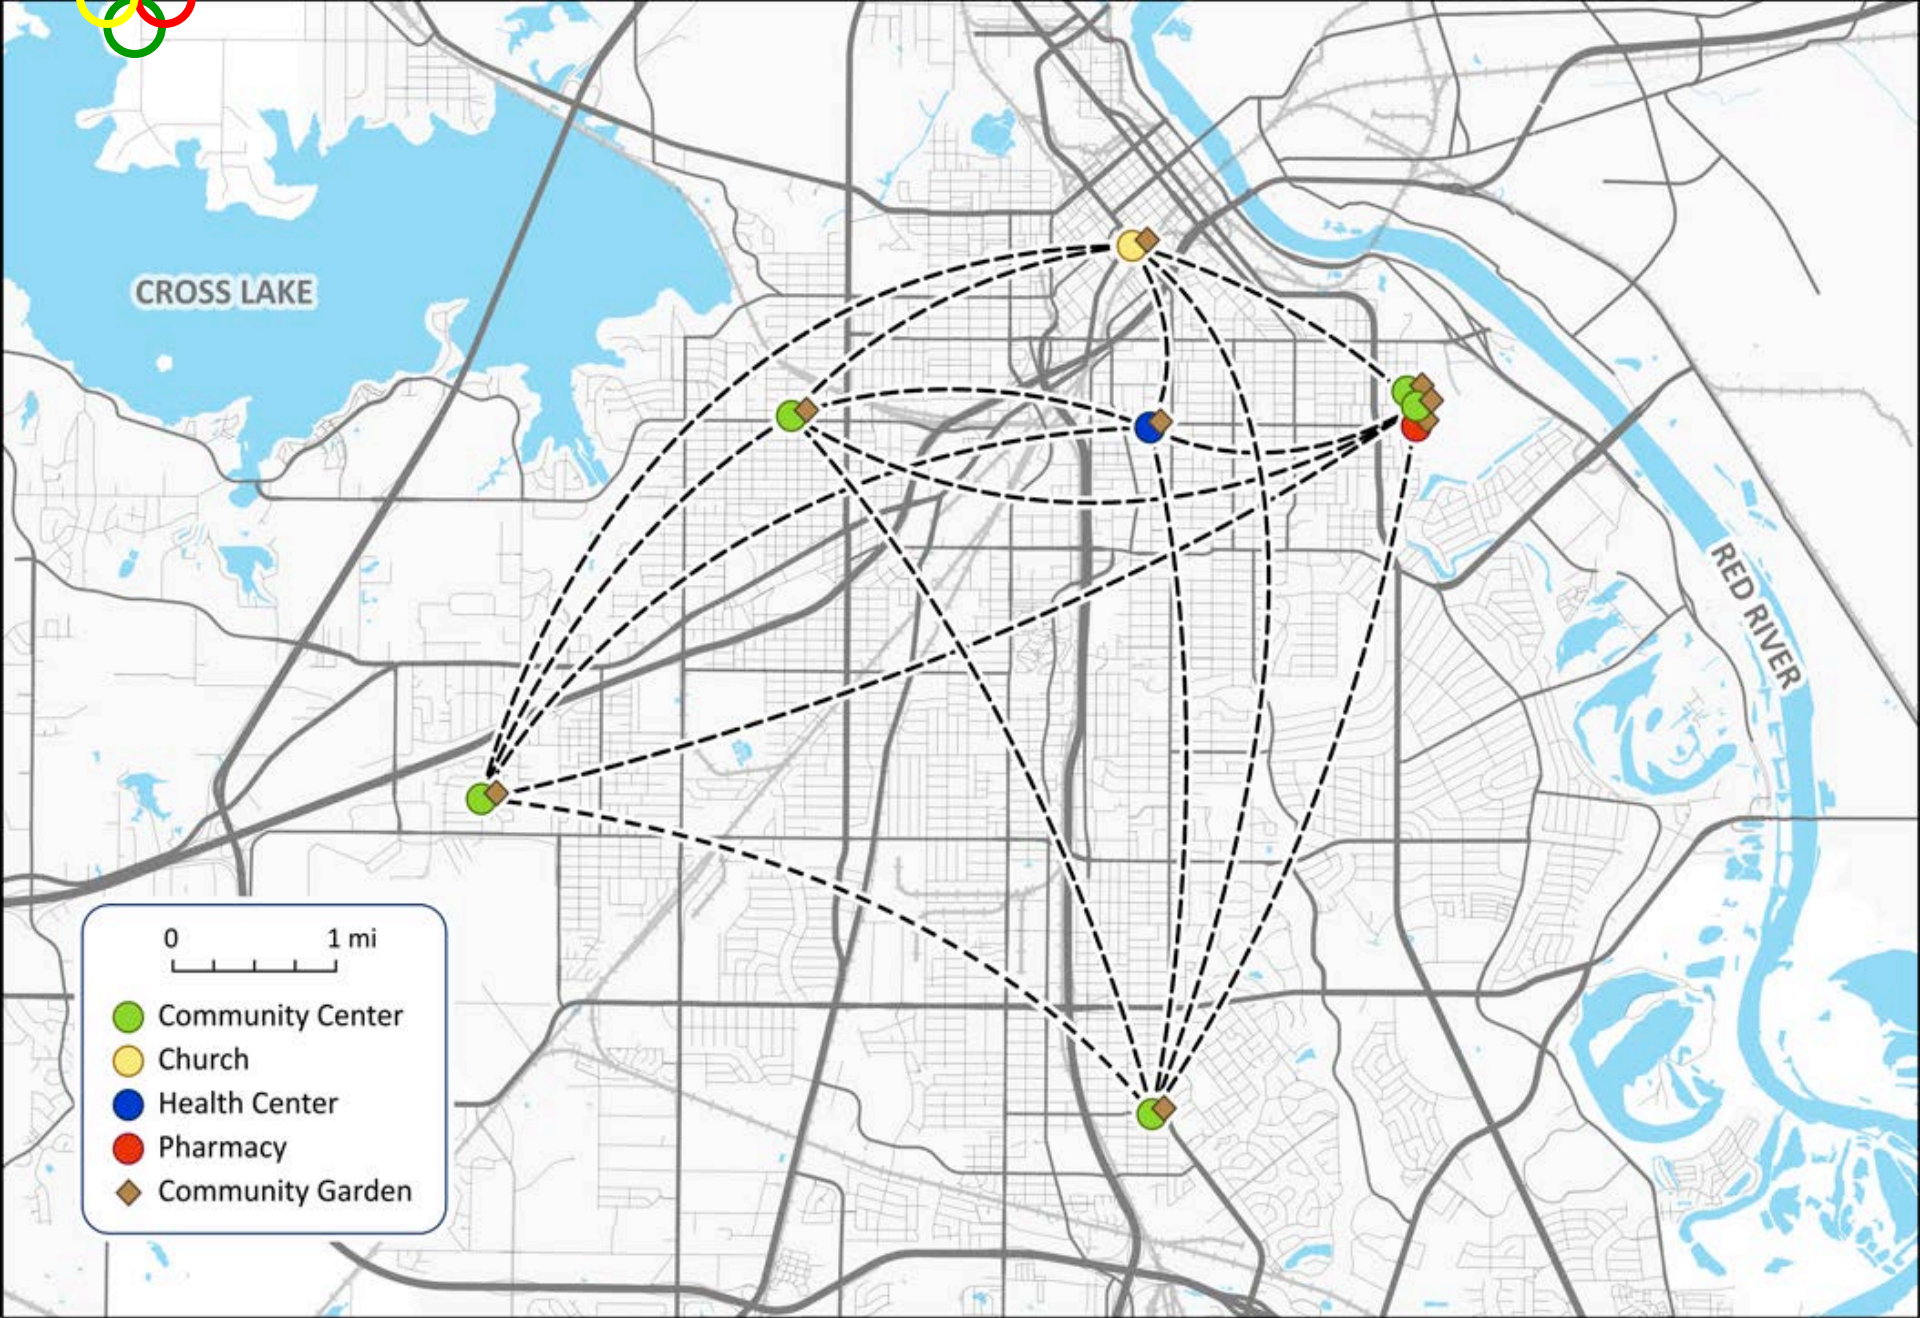 CROSS LAKE
RED RIVER
0 1 mi
Community Center
Church
Health Center
Pharmacy
Community Garden